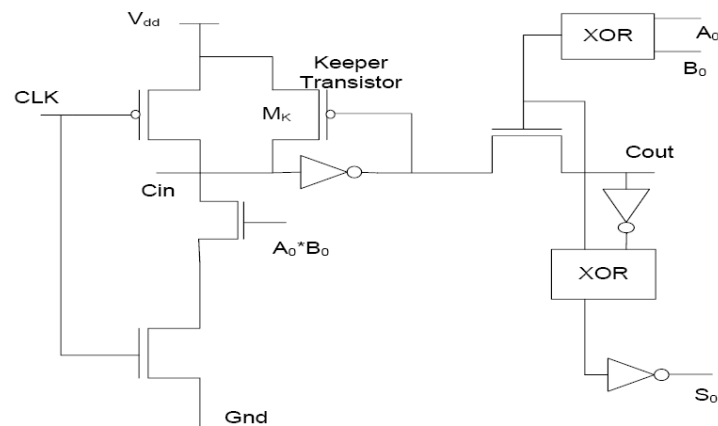 Vdd
XOR
A0
B0
Keeper
Transistor
CLK
MK
Cin
Cout
A0*B0
XOR
S0
Gnd